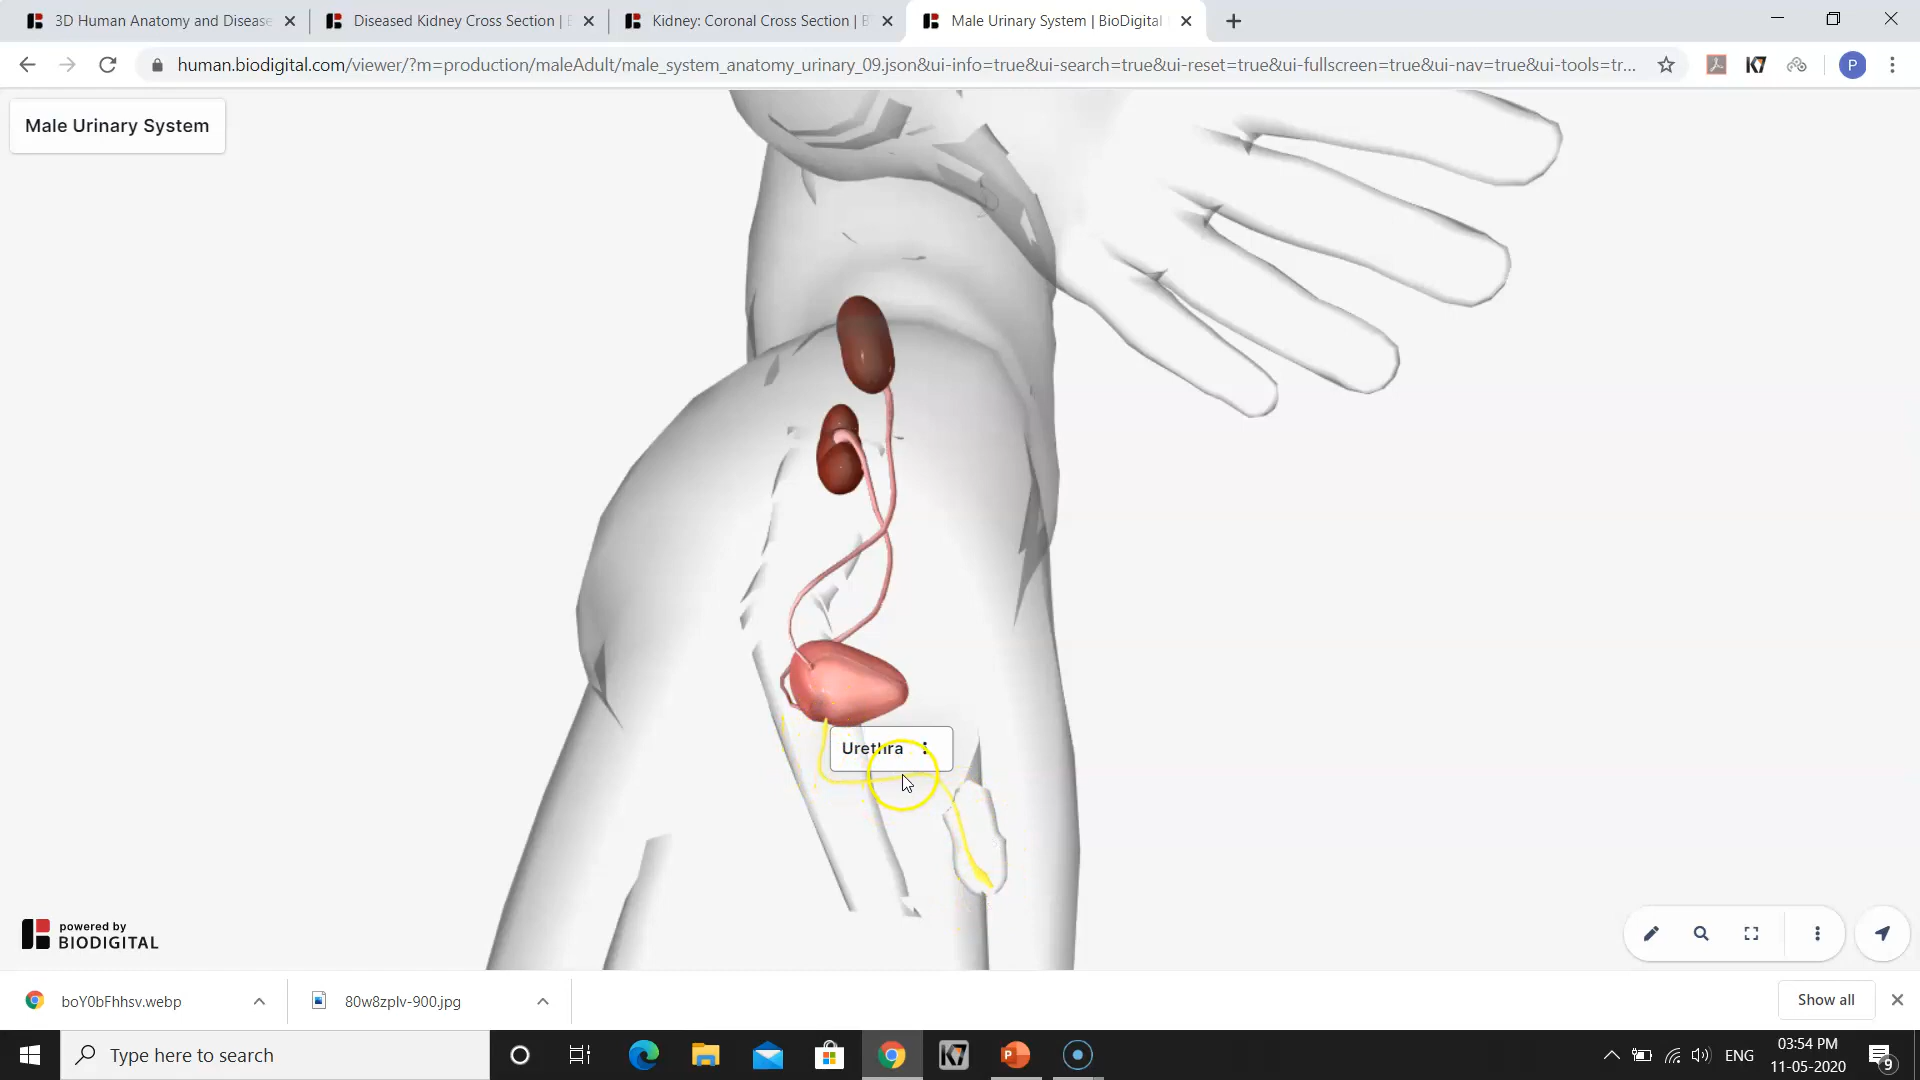 3D Human Anatomy and Disease
Diseased Kidney Cross Section |
Kidney: Coronal Cross Section |
Male Urinary System | BioDigital
human.biodigital.com/viewer/?m=production/maleAdult/male_system_anatomy_urinary_09.json&ui-info=true&ui-search=true&ui-reset=true&ui-fullscreen=true&ui-nav=true&ui-tools=tr...
K7
P
Male Urinary System
Urethra
powered by
BIODIGITAL
boY0bFhhsv.webp
80w8zplv-900.jpg
Show all
Type here to search
K7
P
ENG
03:54 PM
11-05-2020
9